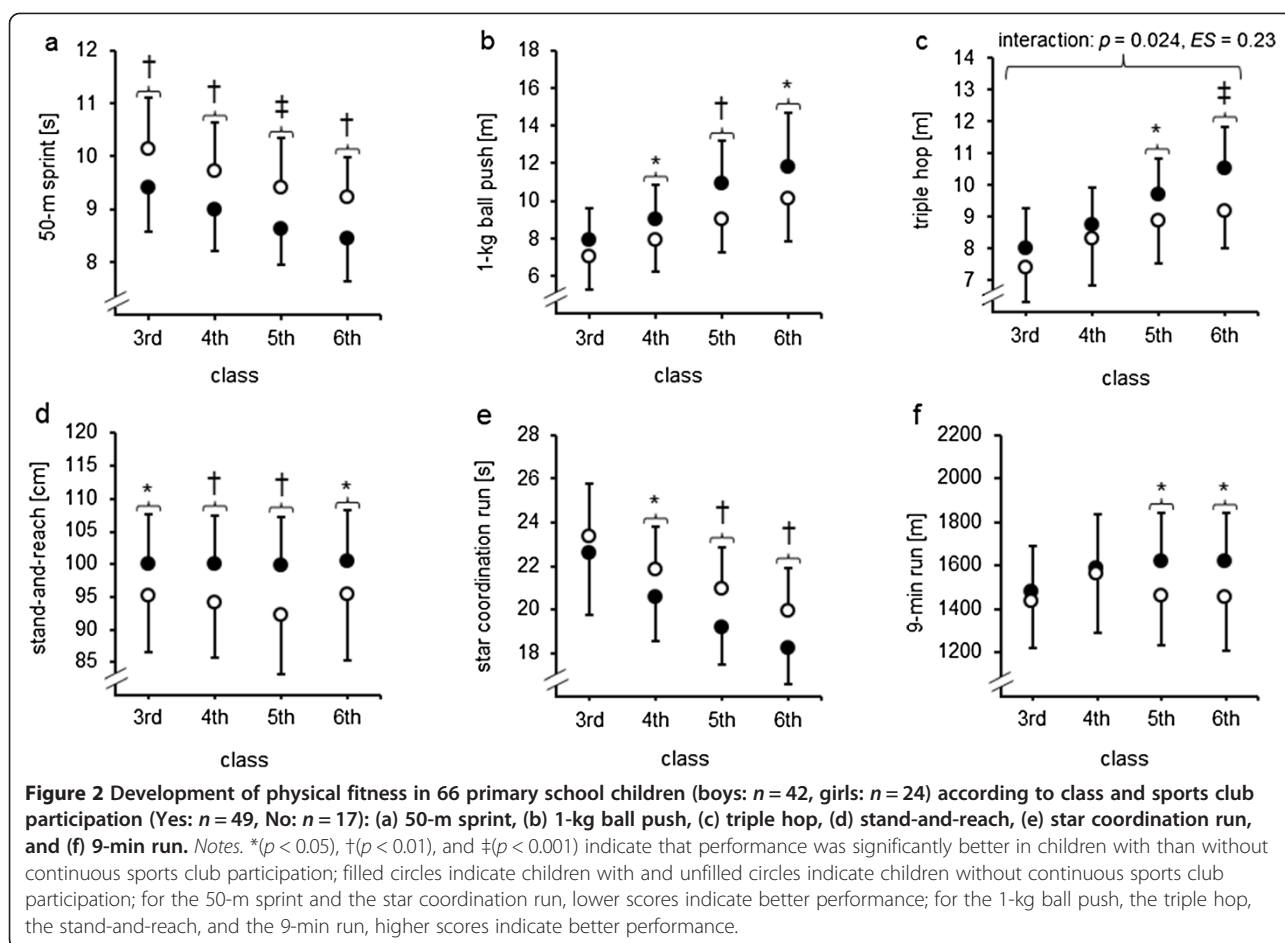 a
12
11
10
9
8
50-m sprint [s]
†
†
‡
†
3rd 4th 5th 6th
class
b
18
16
14
12
10
8
6
1-kg ball push [m]
*
†
*
3rd 4th 5th 6th
class
c
interaction: p = 0.024, ES = 0.23
14
13
12
11
10
9
8
7
triple hop [m]
*
‡
3rd 4th 5th 6th
class
d
120
115
110
105
100
95
90
85
stand-and-reach [cm]
*
†
†
*
3rd 4th 5th 6th
class
e
28
26
24
22
20
18
star coordination run [s]
*
†
†
3rd 4th 5th 6th
class
f
2200
2000
1800
1600
1400
1200
9-min run [m]
*
*
3rd 4th 5th 6th
class
Figure 2 Development of physical fitness in 66 primary school children (boys: n = 42, girls: n = 24) according to class and sports club
participation (Yes: n = 49, No: n = 17): (a) 50-m sprint, (b) 1-kg ball push, (c) triple hop, (d) stand-and-reach, (e) star coordination run,
and (f) 9-min run. Notes. *(p < 0.05), †(p < 0.01), and ‡(p < 0.001) indicate that performance was significantly better in children with than without
continuous sports club participation; filled circles indicate children with and unfilled circles indicate children without continuous sports club
participation; for the 50-m sprint and the star coordination run, lower scores indicate better performance; for the 1-kg ball push, the triple hop,
the stand-and-reach, and the 9-min run, higher scores indicate better performance.